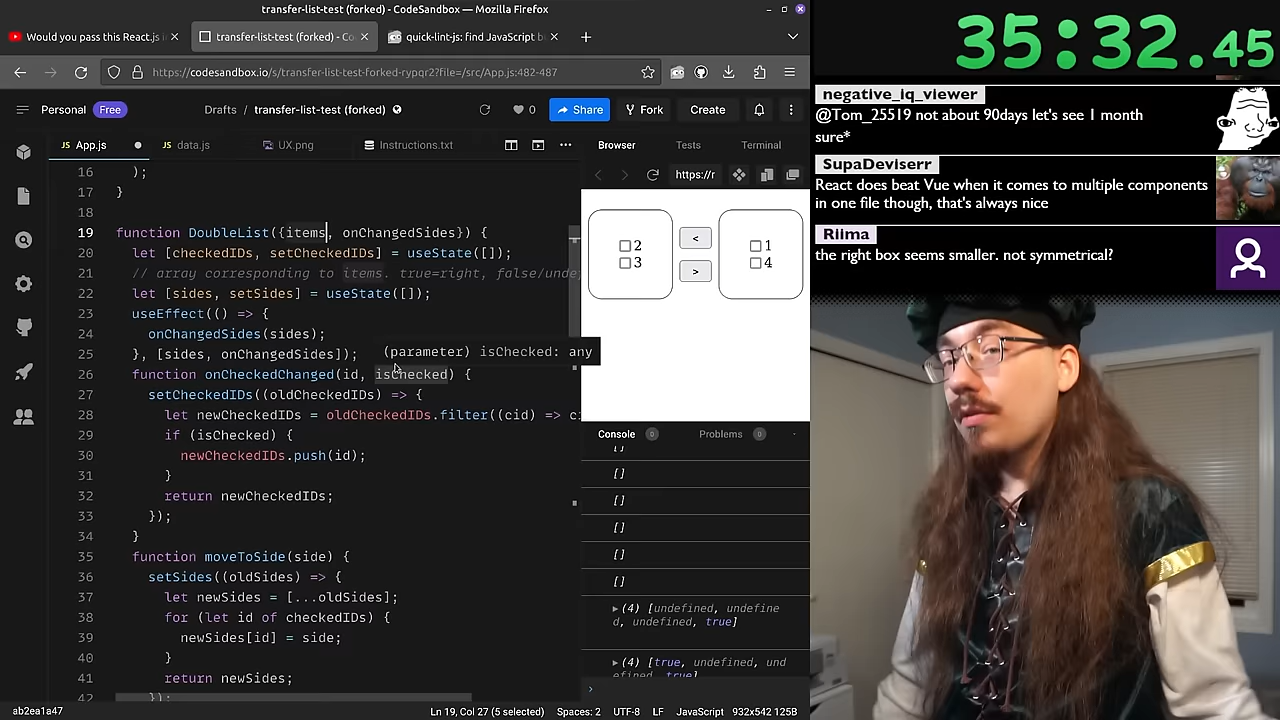 transfer-list-test (forked) - CodeSandbox — Mozilla Firefox
Would you pass this React.js
transfer-list-test (forked) - Co
quick-lint-js: find JavaScript b
https://codesandbox.io/s/transfer-list-test-forked-rypqr2?file=/src/App.js:482-487
Personal Free
Drafts / transfer-list-test (forked)
0
Share
Fork
Create
App.js
data.js
UX.png
Instructions.txt
16 );
17 }
18
19 function DoubleList({items, onChangedSides}) {
20 let [checkedIDs, setCheckedIDs] = useState([]);
21 // array corresponding to items. true=right, false/unde
22 let [sides, setSides] = useState([]);
23 useEffect(() => {
24 onChangedSides(sides);
25 }, [sides, onChangedSides]);
(parameter) isChecked: any
26 function onCheckedChanged(id, isChecked) {
27 setCheckedIDs((oldCheckedIDs) => {
28 let newCheckedIDs = oldCheckedIDs.filter((cid) => ci
29 if (isChecked) {
30 newCheckedIDs.push(id);
31 }
32 return newCheckedIDs;
33 });
34 }
35 function moveToSide(side) {
36 setSides((oldSides) => {
37 let newSides = [...oldSides];
38 for (let id of checkedIDs) {
39 newSides[id] = side;
40 }
41 return newSides;
42 });
ab2ea1a47
Ln 19, Col 27 (5 selected) Spaces: 2 UTF-8 LF JavaScript 932x542 125B
Browser
Tests
Terminal
https://r
2
3
<
>
1
4
Console 0
Problems 0
[]
[]
[]
[]
[]
[]
(4) [undefined, undefine
d, undefined, true]
(4) [true, undefined, und
efined, true]
35:32.45
negative_iq_viewer
@Tom_25519 not about 90days let's see 1 month
sure*
SupaDeviserr
React does beat Vue when it comes to multiple components
in one file though, that's always nice
Riima
the right box seems smaller. not symmetrical?